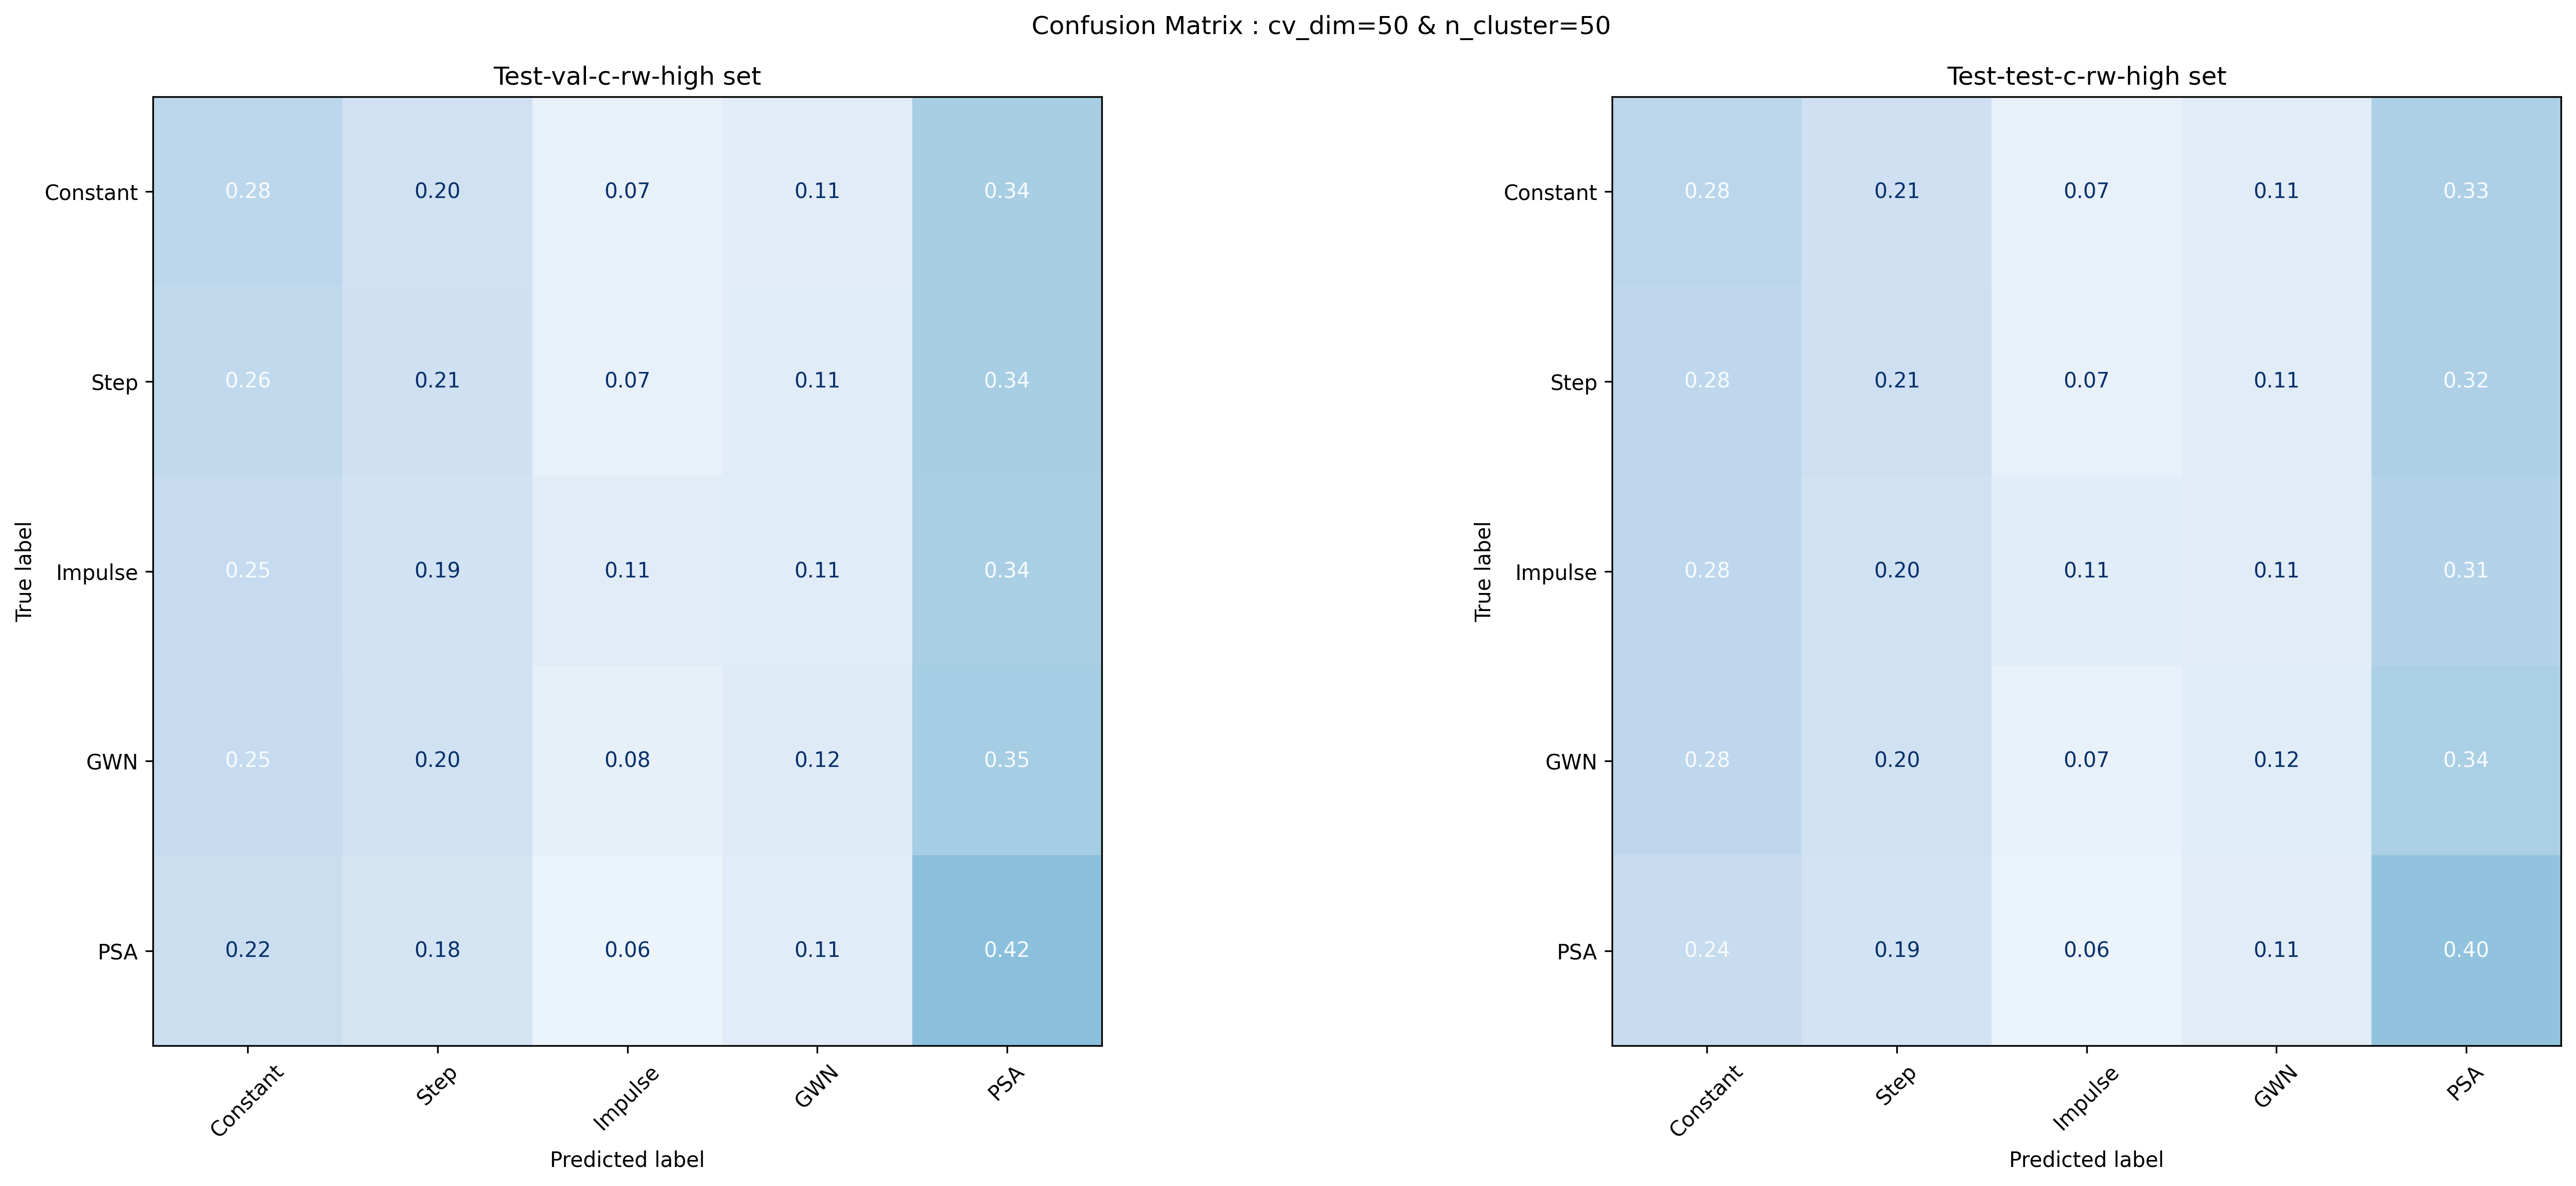 Confusion Matrix : cv_dim=50 & n_cluster=50
Test-val-c-rw-high set
True label
Constant 0.28 0.20 0.07 0.11 0.34
Step 0.26 0.21 0.07 0.11 0.34
Impulse 0.25 0.19 0.11 0.11 0.34
GWN 0.25 0.20 0.08 0.12 0.35
PSA 0.22 0.18 0.06 0.11 0.42
Constant Step Impulse GWN PSA
Predicted label
Test-test-c-rw-high set
True label
Constant 0.28 0.21 0.07 0.11 0.33
Step 0.28 0.21 0.07 0.11 0.32
Impulse 0.28 0.20 0.11 0.11 0.31
GWN 0.28 0.20 0.07 0.12 0.34
PSA 0.24 0.19 0.06 0.11 0.40
Constant Step Impulse GWN PSA
Predicted label